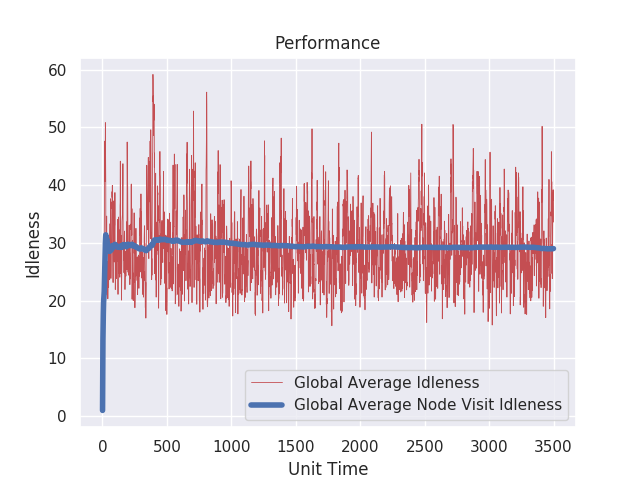 Performance
60
50
40
30
20
10
0
Idleness
Global Average Idleness
Global Average Node Visit Idleness
0 500 1000 1500 2000 2500 3000 3500
Unit Time